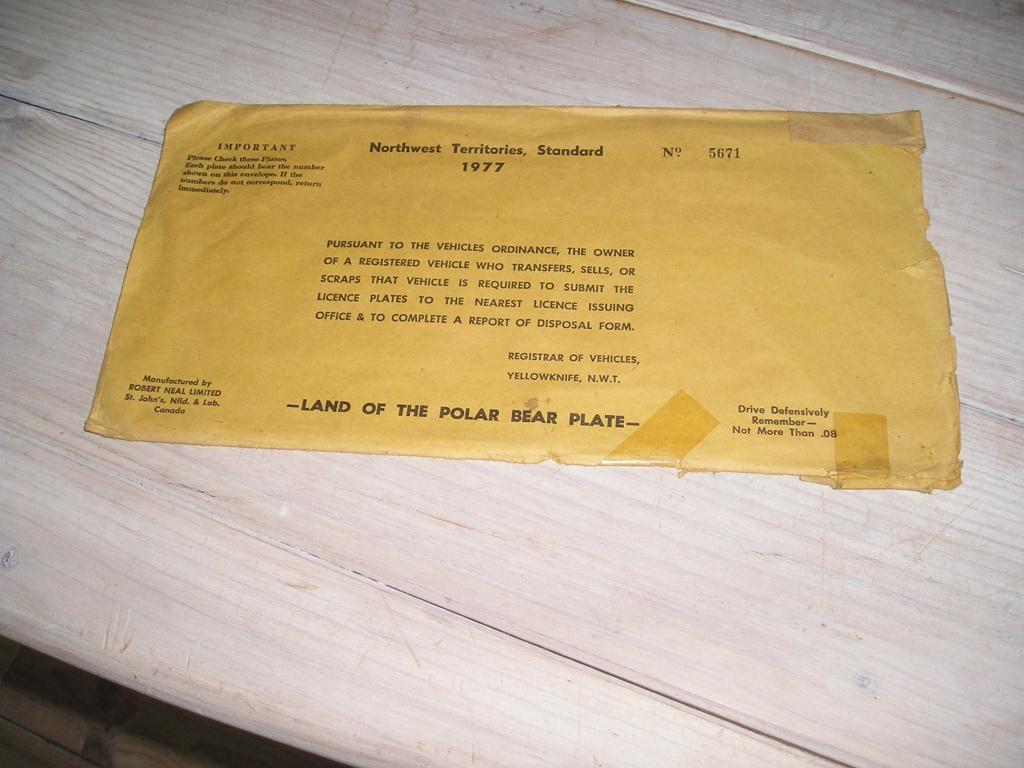 IMPORTANT
Please Check these Plates.
Each plate should bear the number
shown on this envelope. If the
numbers do not correspond, return
immediately.
Northwest Territories, Standard
1977
Nº 5671
PURSUANT TO THE VEHICLES ORDINANCE, THE OWNER
OF A REGISTERED VEHICLE WHO TRANSFERS, SELLS, OR
SCRAPS THAT VEHICLE IS REQUIRED TO SUBMIT THE
LICENCE PLATES TO THE NEAREST LICENCE ISSUING
OFFICE & TO COMPLETE A REPORT OF DISPOSAL FORM.
REGISTRAR OF VEHICLES,
YELLOWKNIFE, N.W.T.
Manufactured by
ROBERT NEAL LIMITED
St. John's, Nfld. & Lab.
Canada
—LAND OF THE POLAR BEAR PLATE—
Drive Defensively
Remember—
Not More Than .08